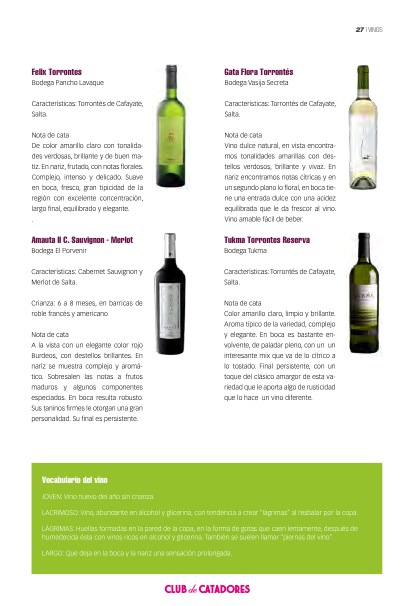 27 | VINOS
Felix Torrontes
Bodega Pancho Lavaque
Características: Torrontés de Cafayate,
Salta.
Nota de cata
De color amarillo claro con tonalida-
des verdosas, brillante y de buen ma-
tiz. En nariz, frutado, con notas florales.
Complejo, intenso y delicado. Suave
en boca, fresco, gran tipicidad de la
región con excelente concentración,
largo final, equilibrado y elegante.
.
Gata Flora Torrontés
Bodega Vasija Secreta
Características: Torrontés de Cafayate,
Salta.
Nota de cata
Vino dulce natural, en vista encontra-
mos tonalidades amarillas con des-
tellos verdosos, brillante y vivaz. En
nariz encontramos notas cítricas y en
un segundo plano lo floral, en boca tie-
ne una entrada dulce con una acidez
equilibrada que le da frescor al vino.
Vino amable fácil de beber.
Amauta II C. Sauvignon - Merlot
Bodega El Porvenir
Características: Cabernet Sauvignon y
Merlot de Salta.
Crianza: 6 a 8 meses, en barricas de
roble francés y americano
Nota de cata
A la vista con un elegante color rojo
Burdeos, con destellos brillantes. En
nariz se muestra complejo y aromá-
tico. Sobresalen las notas a frutos
maduros y algunos componentes
especiados. En boca resulta robusto.
Sus taninos firmes le otorgan una gran
personalidad. Su final es persistente.
Tukma Torrontes Reserva
Bodega Tukma
Características: Torrontés de Cafayate,
Salta.
Nota de cata
Color amarillo claro, limpio y brillante.
Aroma típico de la variedad, complejo
y elegante. En boca es bastante en-
volvente, de paladar pleno, con un un
interesante mix que va de lo cítrico a
lo tostado. Final persistente, con un
toque del clásico amargor de esta va-
riedad que le aporta algo de rusticidad
que lo hace un vino diferente.
Vocabulario del vino
JOVEN: Vino nuevo del año sin crianza.
LACRIMOSO: Vino, abundante en alcohol y glicerina, con tendencia a crear "lágrimas" al resbalar por la copa.
LÁGRIMAS: Huellas formadas en la pared de la copa, en la forma de gotas que caen lentamente, después de
humedecida ésta con vinos ricos en alcohol y glicerina. También se suelen llamar "piernas del vino".
LARGO: Que deja en la boca y la nariz una sensación prolongada.
CLUB de CATADORES